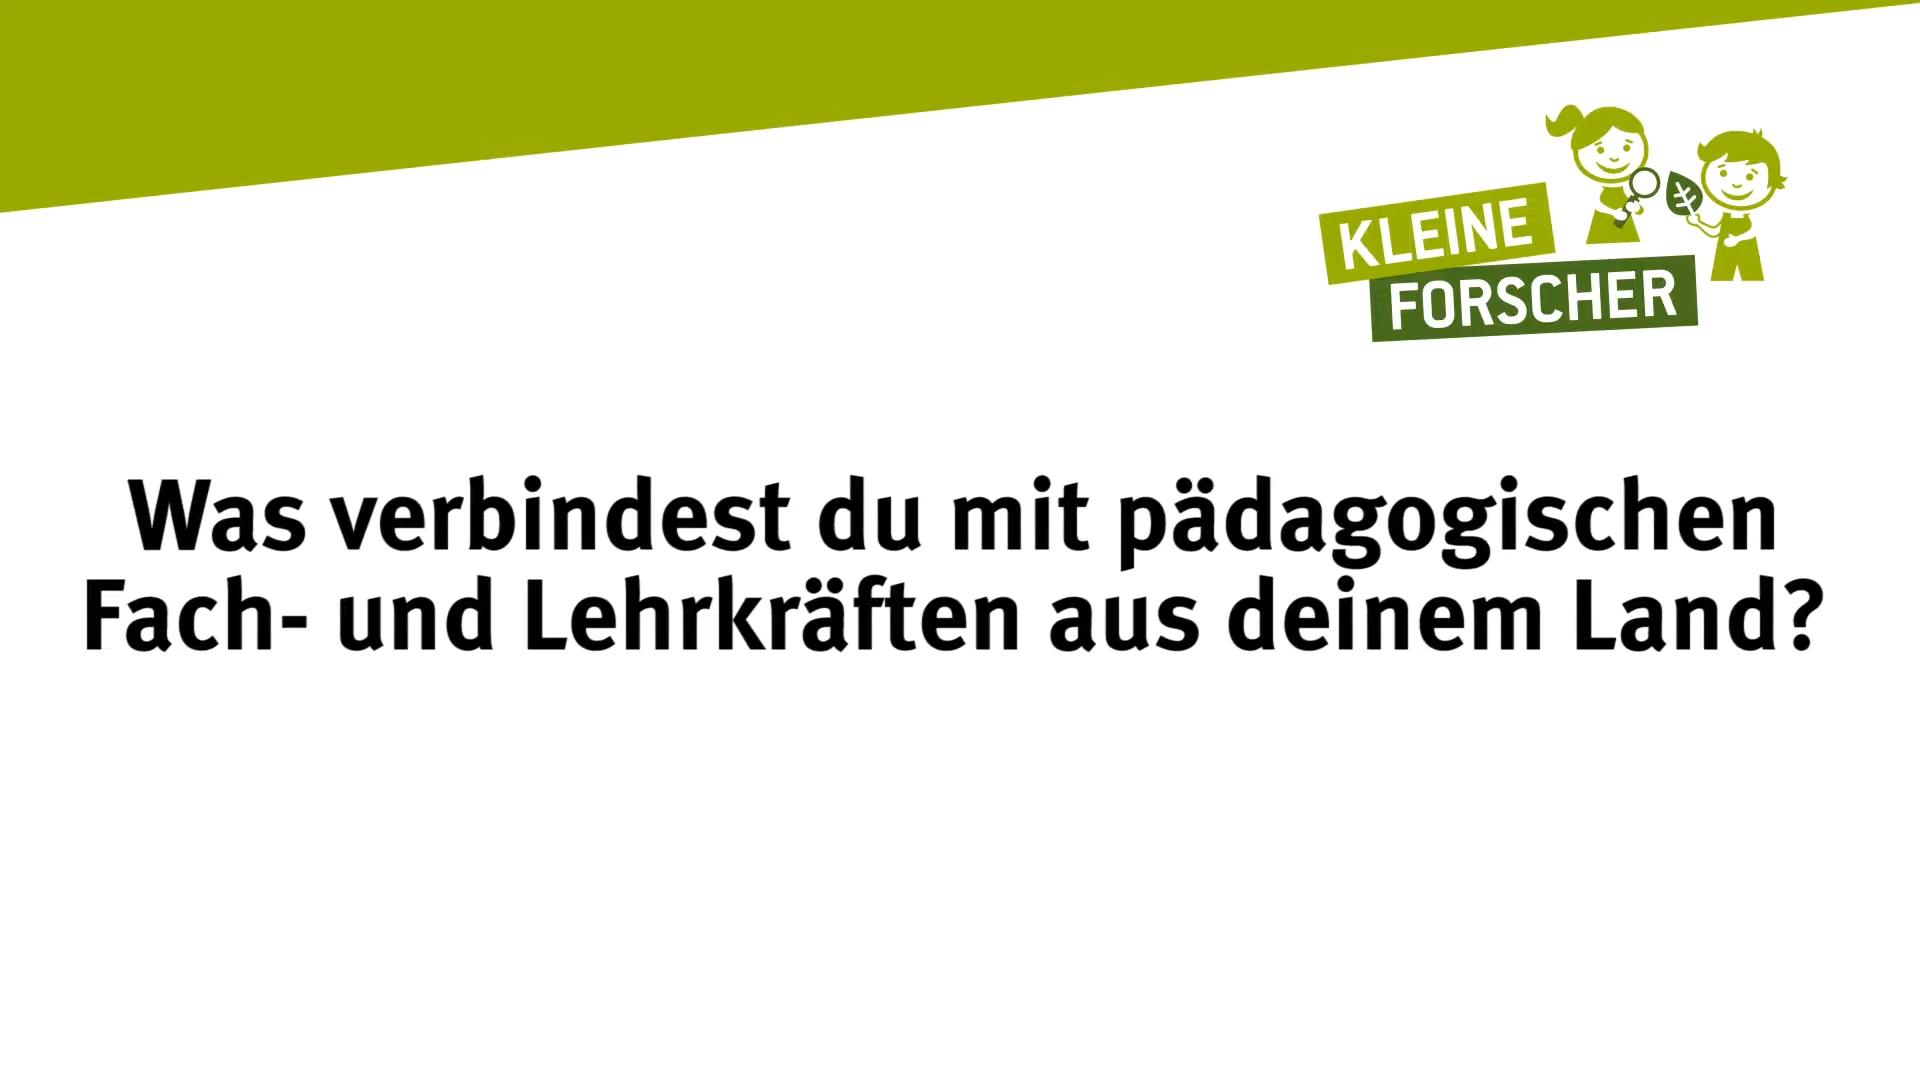 KLEINE
FORSCHER
Was verbindest du mit pädagogischen
Fach- und Lehrkräften aus deinem Land?